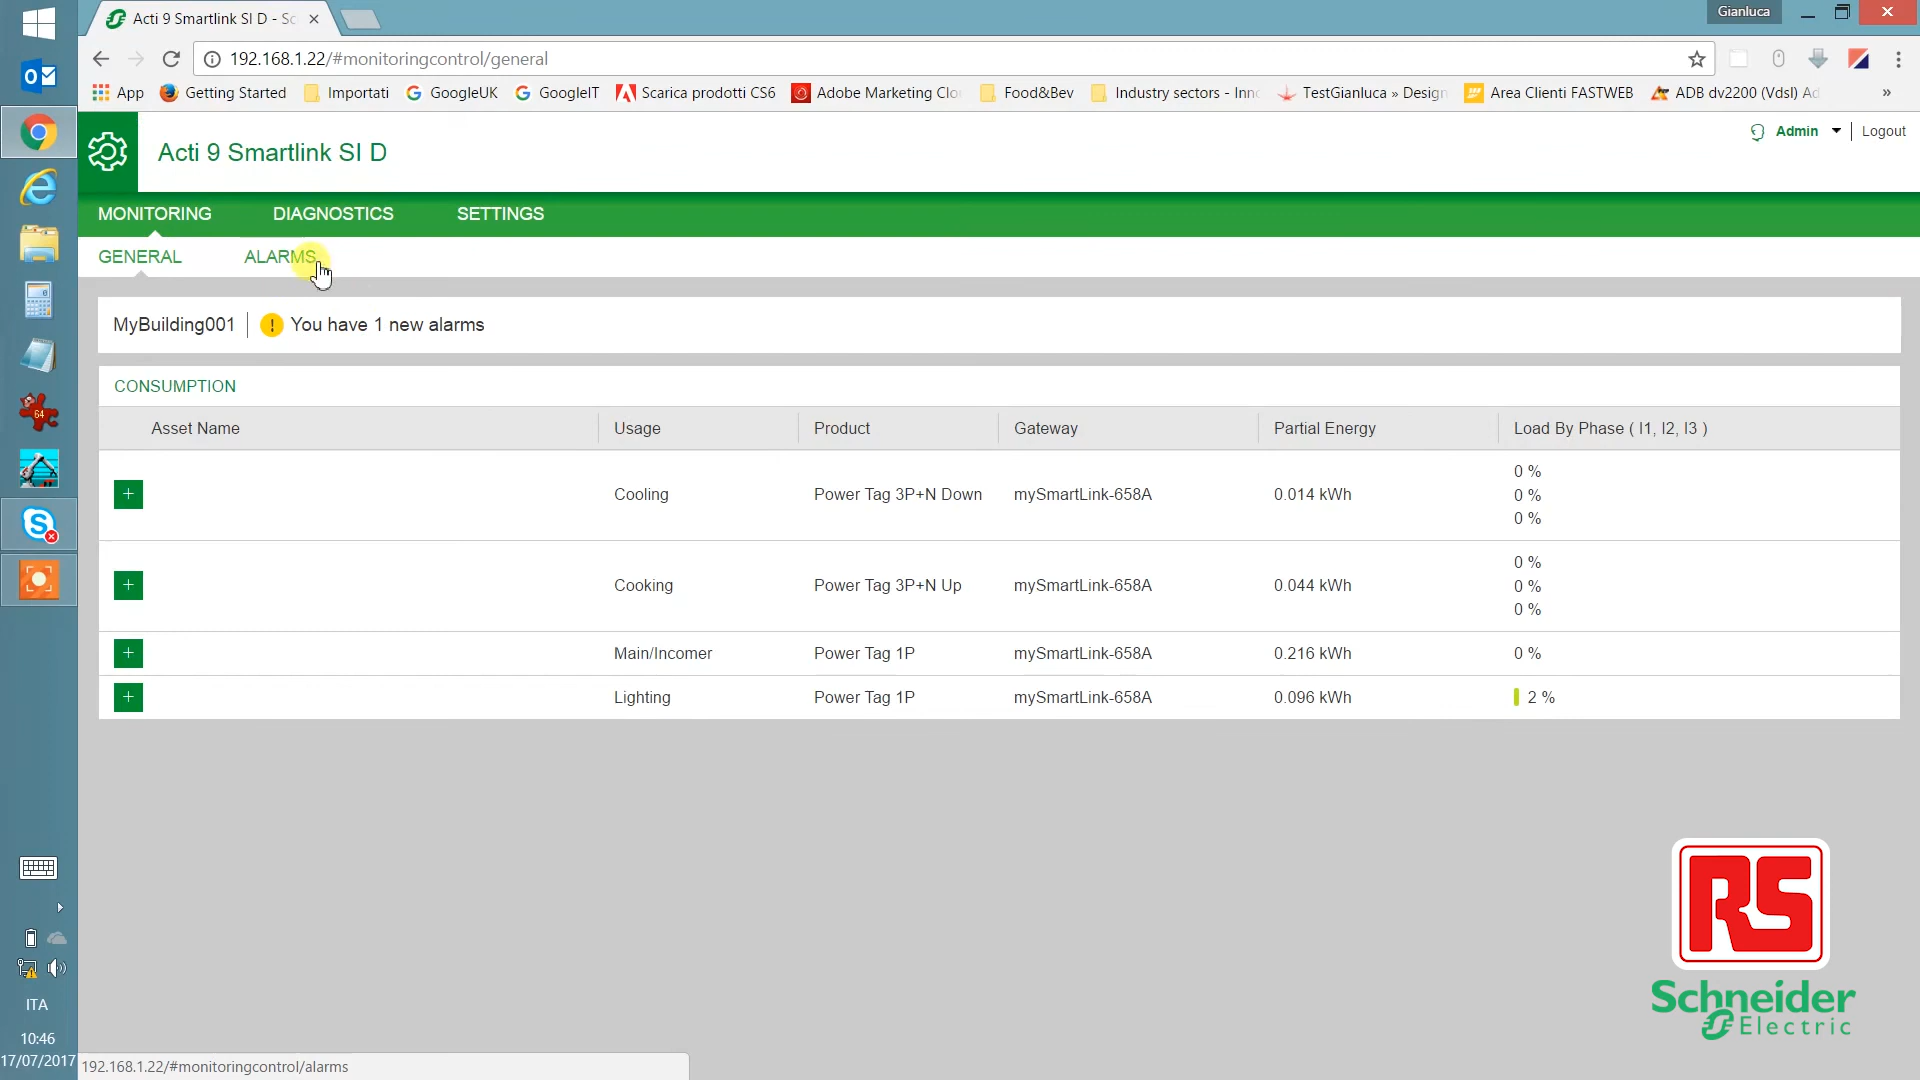 Acti 9 Smartlink SI D - Sc
Gianluca
192.168.1.22/#monitoringcontrol/general
App Getting Started Importati GoogleUK GoogleIT Scarica prodotti CS6 Adobe Marketing Clo Food&Bev Industry sectors - Inno TestGianluca » Design Area Clienti FASTWEB ADB dv2200 (Vdsl) Ad »
Acti 9 Smartlink SI D
Admin Logout
MONITORING DIAGNOSTICS SETTINGS
GENERAL ALARMS
MyBuilding001 ! You have 1 new alarms
CONSUMPTION
Asset Name Usage Product Gateway Partial Energy Load By Phase ( I1, I2, I3 )
0 %
+ Cooling Power Tag 3P+N Down mySmartLink-658A 0.014 kWh 0 %
0 %
0 %
+ Cooking Power Tag 3P+N Up mySmartLink-658A 0.044 kWh 0 %
0 %
+ Main/Incomer Power Tag 1P mySmartLink-658A 0.216 kWh 0 %
+ Lighting Power Tag 1P mySmartLink-658A 0.096 kWh 2 %
64
RS
Schneider
Electric
ITA
10:46
17/07/2017
192.168.1.22/#monitoringcontrol/alarms